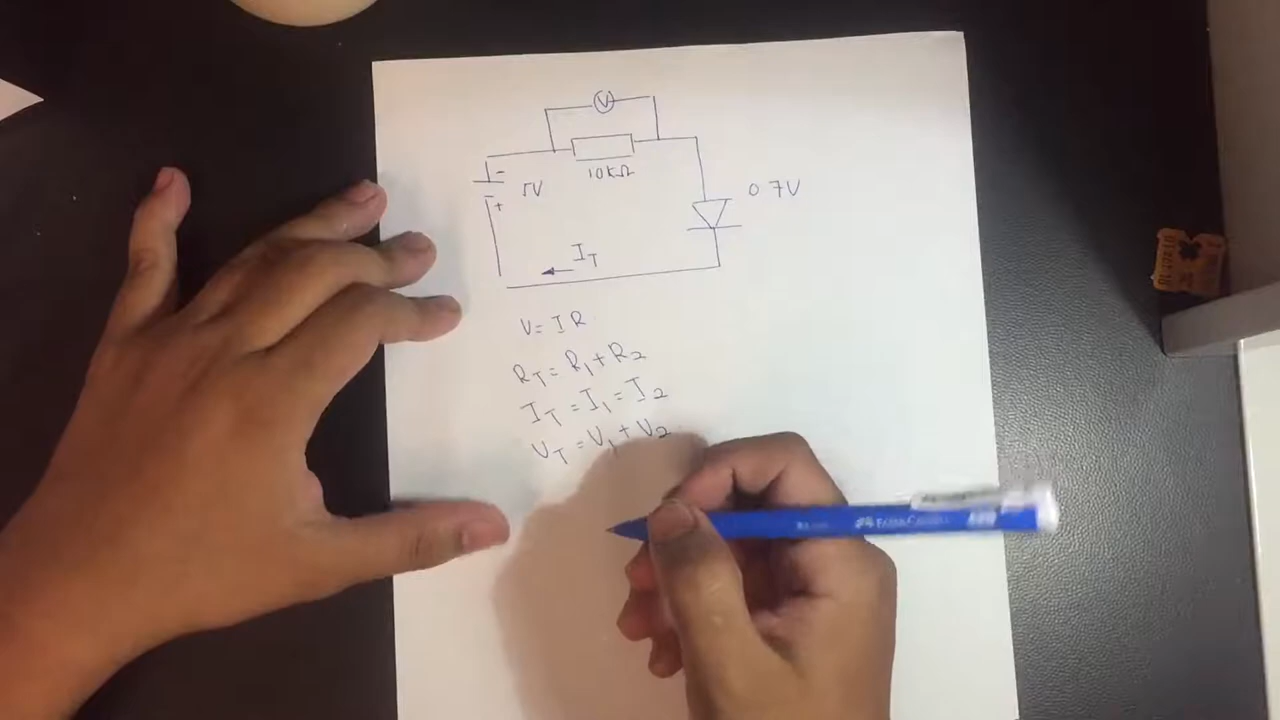 V
10KΩ
-
5V
+
0.7V
I_T
V = IR
R_T = R_1 + R_2
I_T = I_1 = I_2
V_T = V_1 + V_2